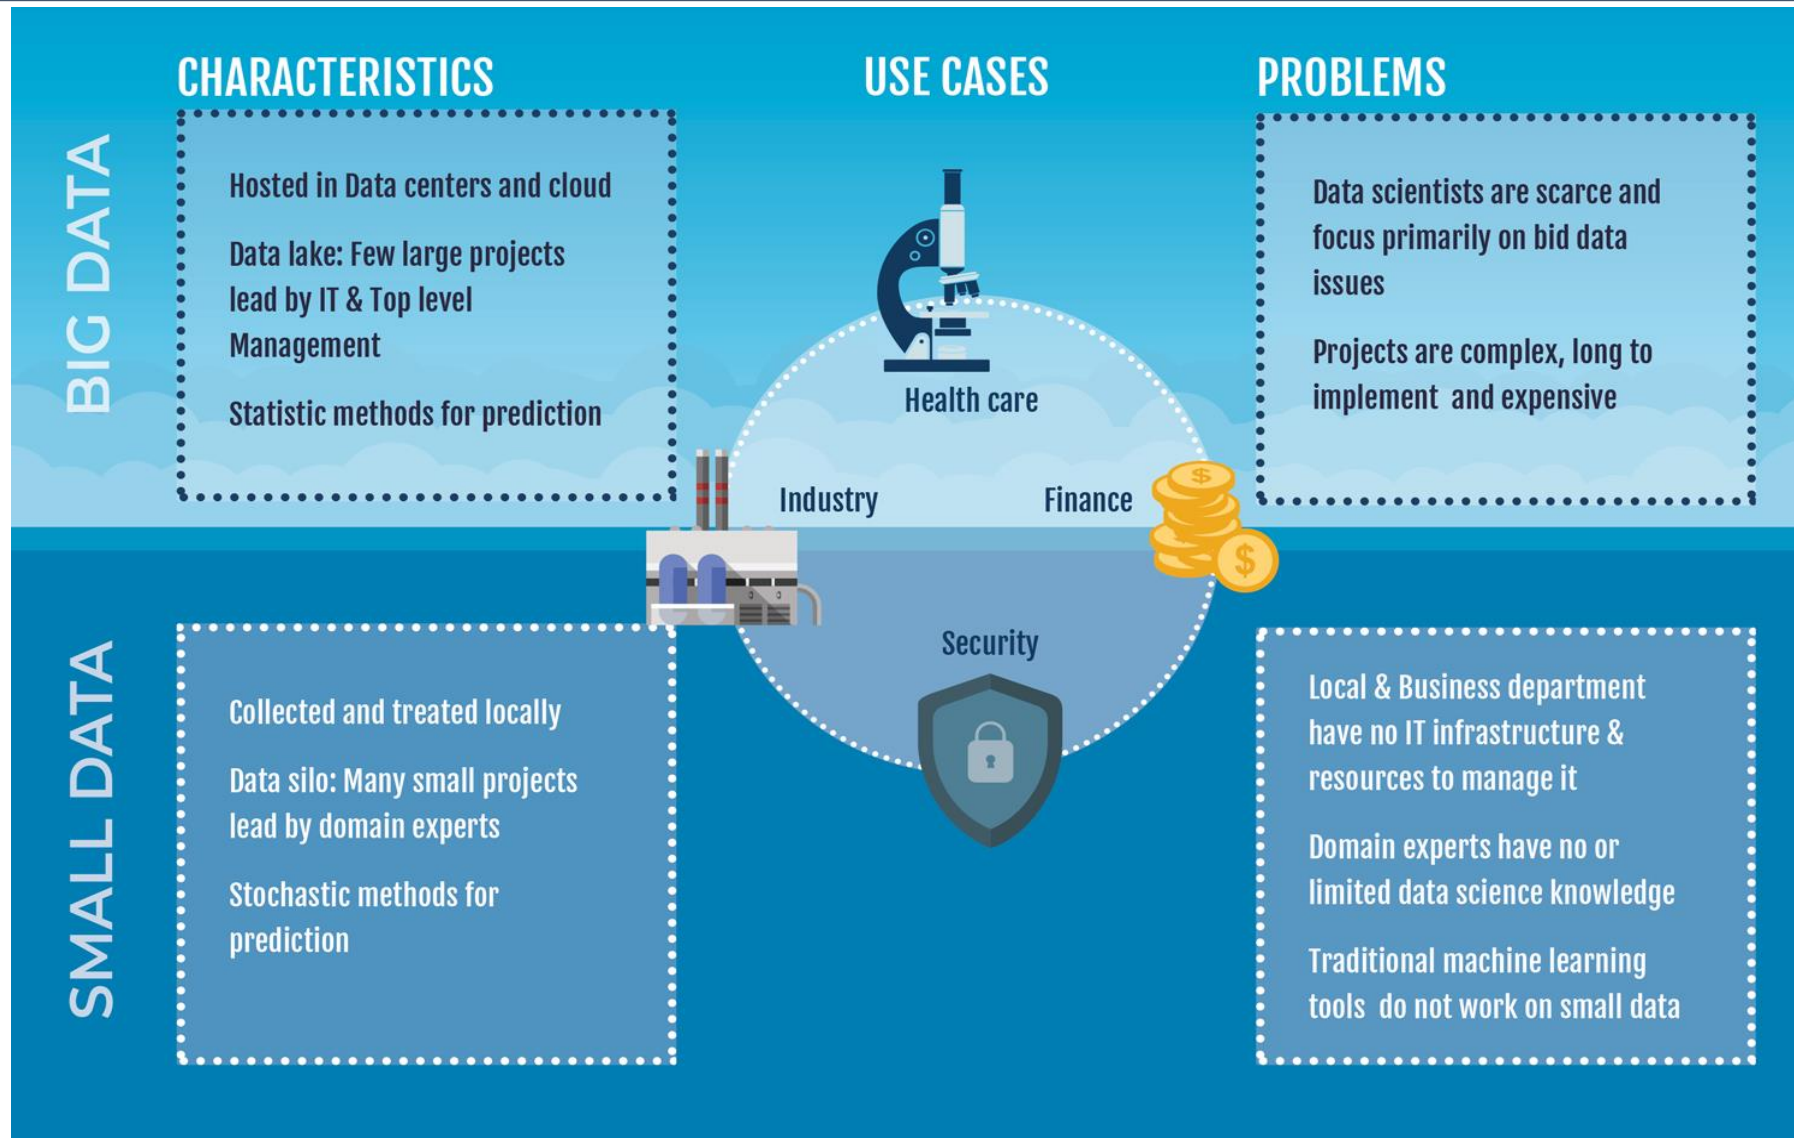 CHARACTERISTICS
USE CASES
PROBLEMS
BIG DATA
Hosted in Data centers and cloud
Data lake: Few large projects
lead by IT & Top level
Management
Statistic methods for prediction
Health care
Industry
Finance
Security
Data scientists are scarce and
focus primarily on bid data
issues
Projects are complex, long to
implement and expensive
SMALL DATA
Collected and treated locally
Data silo: Many small projects
lead by domain experts
Stochastic methods for
prediction
Local & Business department
have no IT infrastructure &
resources to manage it
Domain experts have no or
limited data science knowledge
Traditional machine learning
tools do not work on small data
$
$